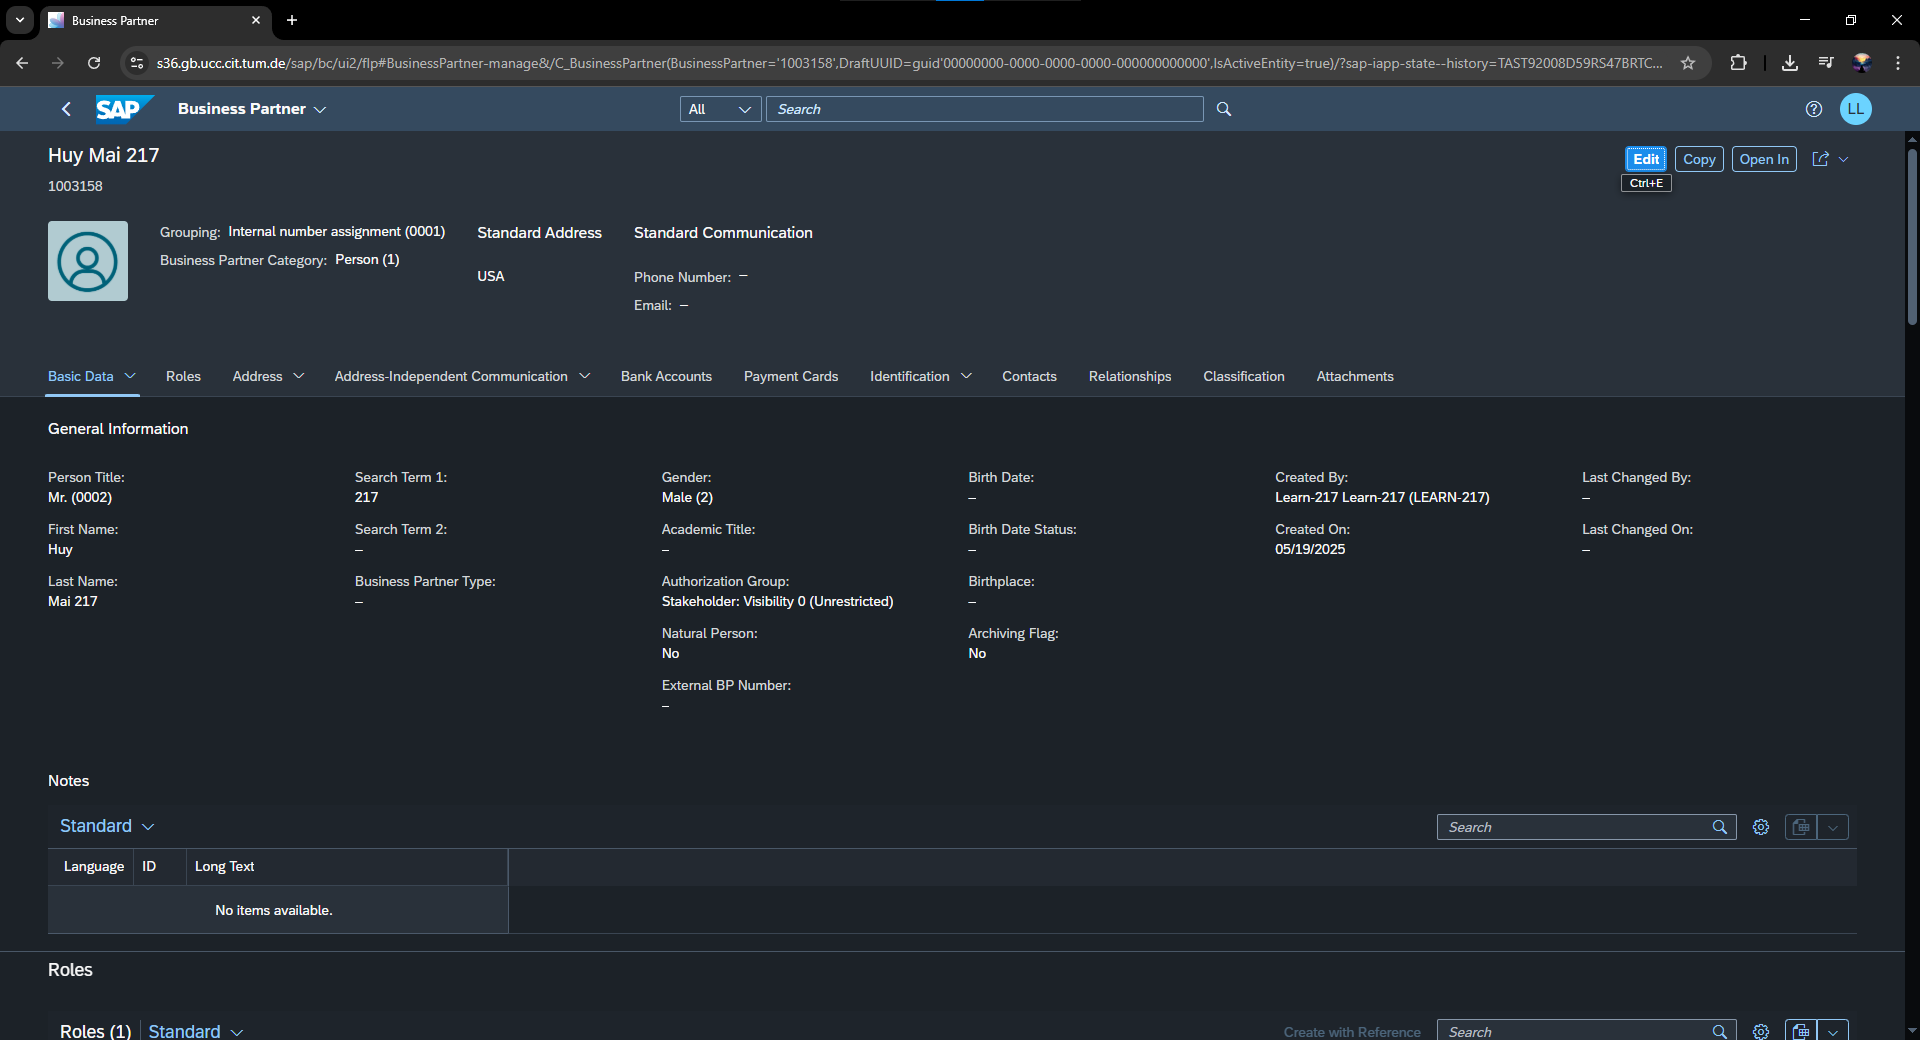 Business Partner
s36.gb.ucc.cit.tum.de/sap/bc/ui2/flp#BusinessPartner-manage&/C_BusinessPartner(BusinessPartner='1003158',DraftUUID=guid'00000000-0000-0000-0000-000000000000',IsActiveEntity=true)/?sap-iapp-state--history=TAST92008D59RS47BRTC...
SAP Business Partner All Search LL
Huy Mai 217
Edit Copy Open In
Ctrl+E
1003158
Grouping: Internal number assignment (0001)
Business Partner Category: Person (1)
Standard Address
USA
Standard Communication
Phone Number: –
Email: –
Basic Data Roles Address Address-Independent Communication Bank Accounts Payment Cards Identification Contacts Relationships Classification Attachments
General Information
Person Title:
Mr. (0002)
First Name:
Huy
Last Name:
Mai 217
Search Term 1:
217
Search Term 2:
–
Business Partner Type:
–
Gender:
Male (2)
Academic Title:
–
Authorization Group:
Stakeholder: Visibility 0 (Unrestricted)
Natural Person:
No
External BP Number:
–
Birth Date:
–
Birth Date Status:
–
Birthplace:
–
Archiving Flag:
No
Created By:
Learn-217 Learn-217 (LEARN-217)
Created On:
05/19/2025
Last Changed By:
–
Last Changed On:
–
Notes
Standard Search
Language ID Long Text
No items available.
Roles
Roles (1) Standard Create with Reference Search